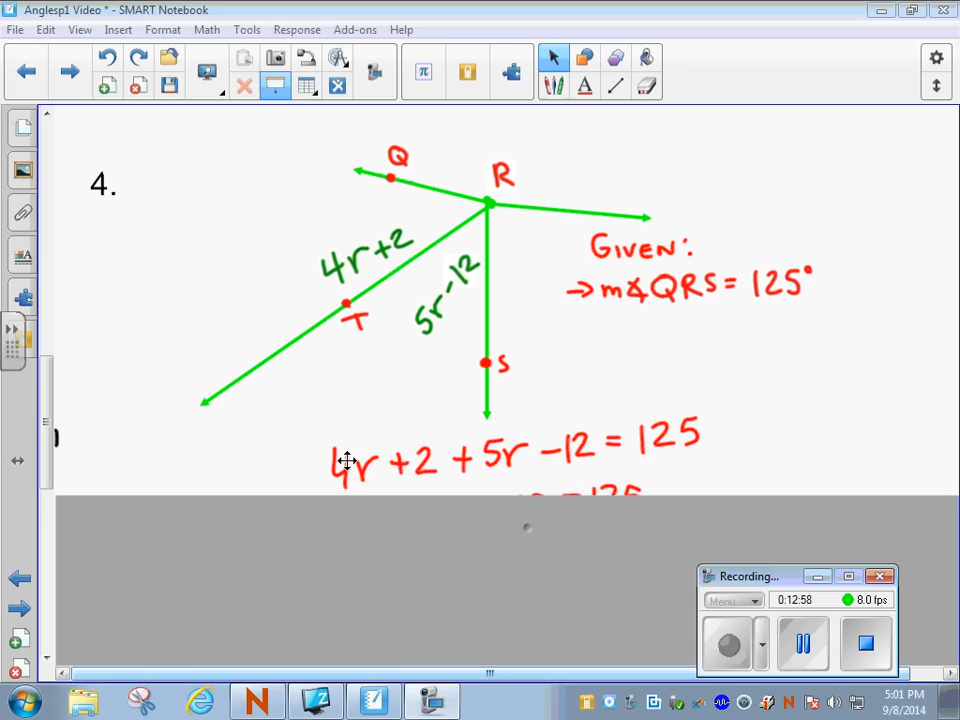 Anglesp1 Video * - SMART Notebook
File Edit View Insert Format Math Tools Response Add-ons Help
π
A
4.
Q
R
4r+2
5r-12
T
S
GIVEN:
→ m∡QRS = 125°
4r + 2 + 5r - 12 = 125
= 125
Recording...
Menu
0:12:58
8.0 fps
5:01 PM
9/8/2014